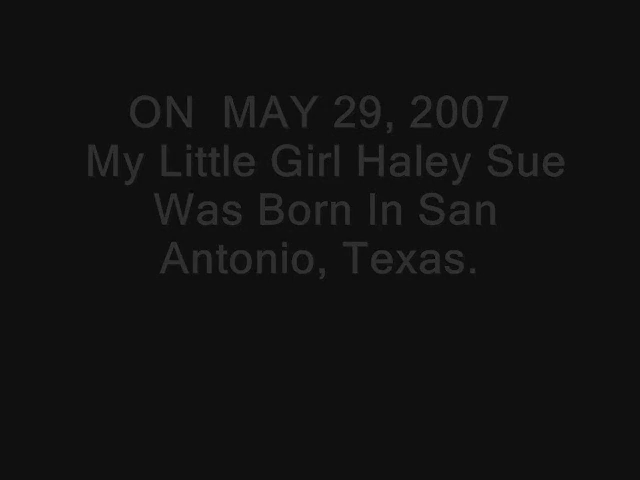 ON  MAY 29, 2007
My Little Girl Haley Sue
Was Born In San
Antonio, Texas.